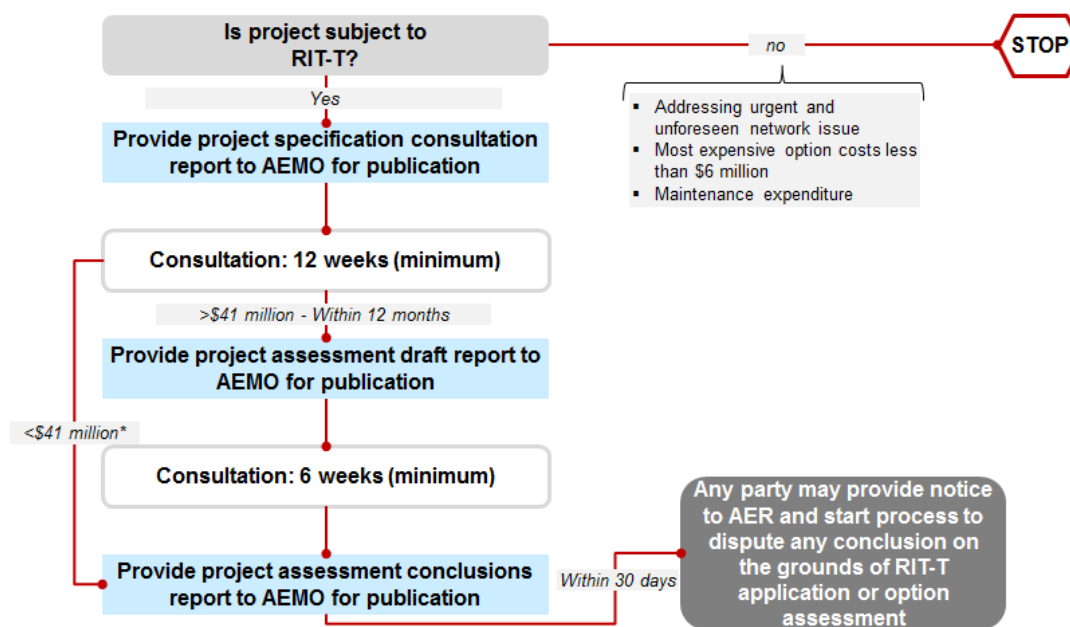 Is project subject to
RIT-T?
no
STOP
Yes
▪ Addressing urgent and
unforeseen network issue
▪ Most expensive option costs less
than $6 million
▪ Maintenance expenditure
Provide project specification consultation
report to AEMO for publication
Consultation: 12 weeks (minimum)
>$41 million - Within 12 months
Provide project assessment draft report to
AEMO for publication
<$41 million*
Consultation: 6 weeks (minimum)
Provide project assessment conclusions
report to AEMO for publication
Within 30 days
Any party may provide notice
to AER and start process to
dispute any conclusion on
the grounds of RIT-T
application or option
assessment